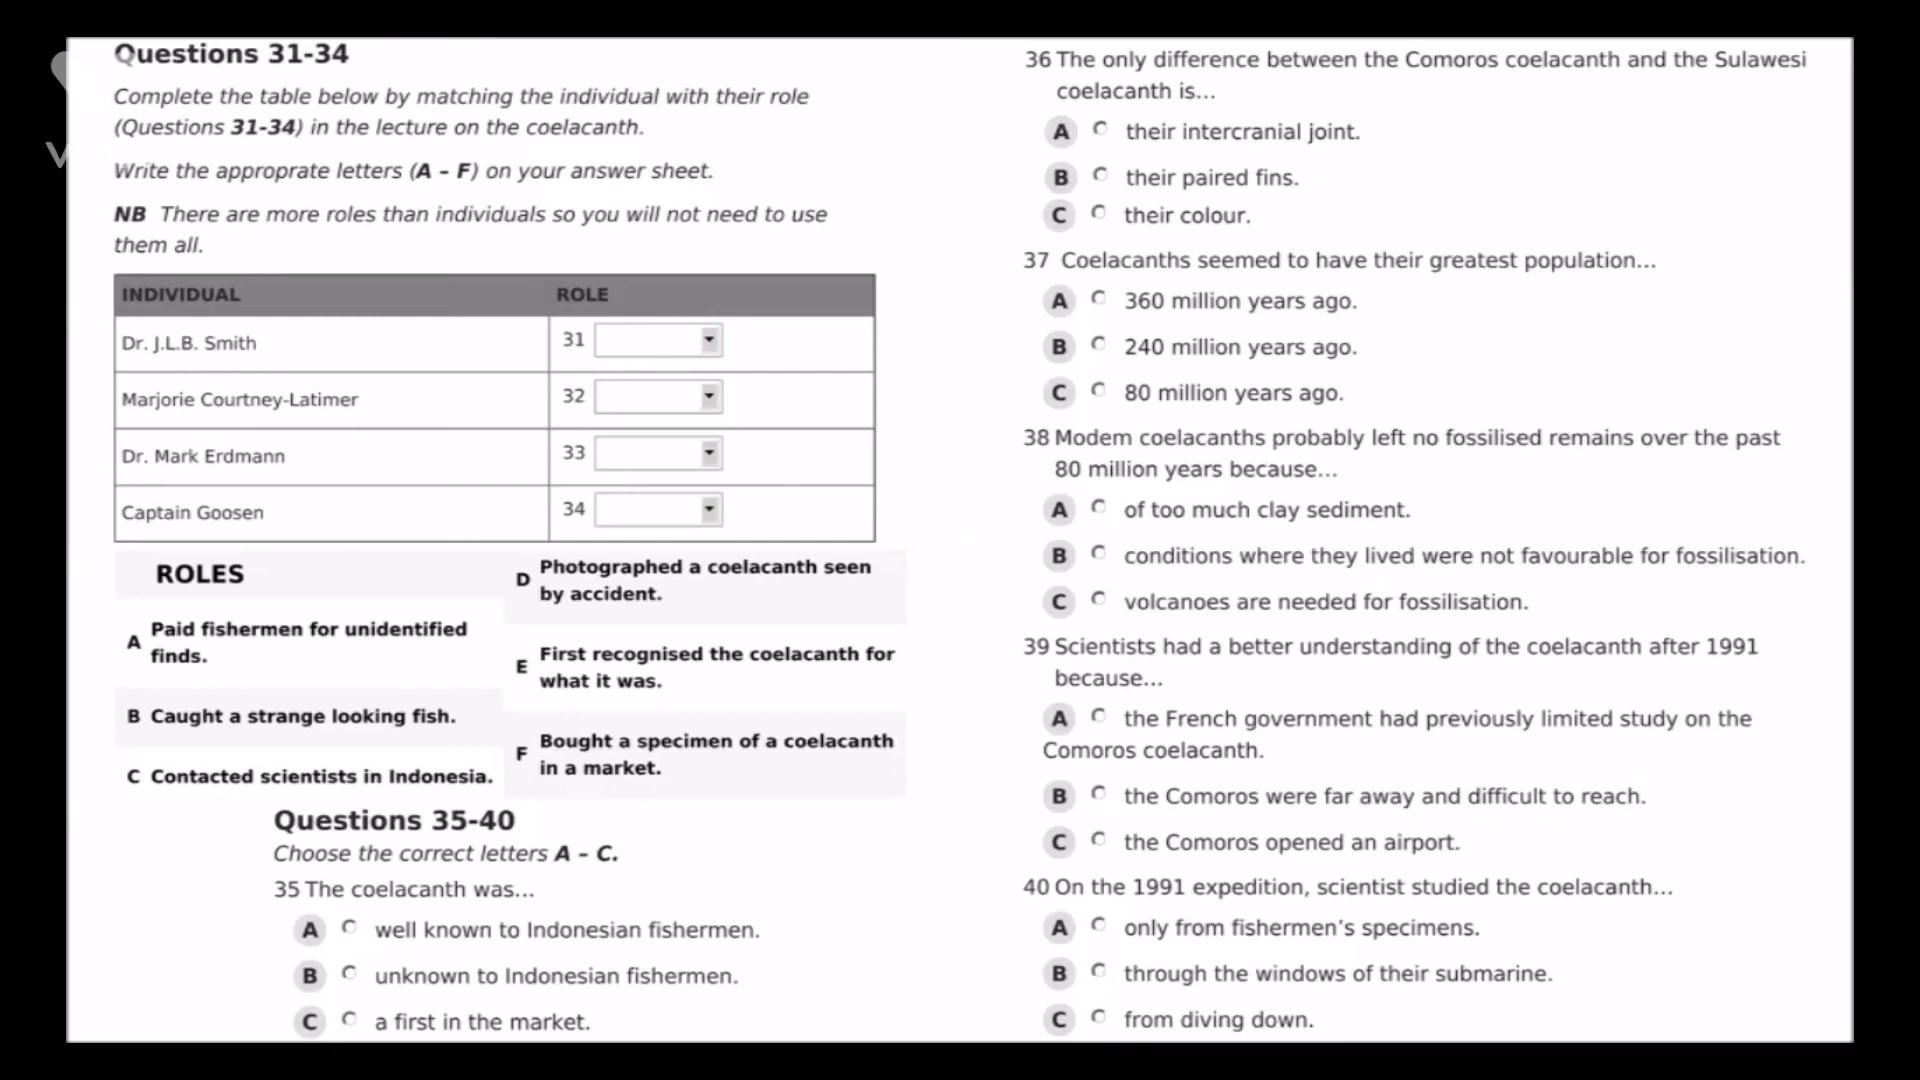 Questions 31-34
Complete the table below by matching the individual with their role
(Questions 31-34) in the lecture on the coelacanth.
Write the approprate letters (A – F) on your answer sheet.
NB There are more roles than individuals so you will not need to use
them all.
INDIVIDUAL ROLE
Dr. J.L.B. Smith 31
Marjorie Courtney-Latimer 32
Dr. Mark Erdmann 33
Captain Goosen 34
ROLES
A Paid fishermen for unidentified
finds.
B Caught a strange looking fish.
C Contacted scientists in Indonesia.
D Photographed a coelacanth seen
by accident.
E First recognised the coelacanth for
what it was.
F Bought a specimen of a coelacanth
in a market.
Questions 35-40
Choose the correct letters A – C.
35 The coelacanth was...
A well known to Indonesian fishermen.
B unknown to Indonesian fishermen.
C a first in the market.
36 The only difference between the Comoros coelacanth and the Sulawesi
coelacanth is...
A their intercranial joint.
B their paired fins.
C their colour.
37 Coelacanths seemed to have their greatest population...
A 360 million years ago.
B 240 million years ago.
C 80 million years ago.
38 Modem coelacanths probably left no fossilised remains over the past
80 million years because...
A of too much clay sediment.
B conditions where they lived were not favourable for fossilisation.
C volcanoes are needed for fossilisation.
39 Scientists had a better understanding of the coelacanth after 1991
because...
A the French government had previously limited study on the
Comoros coelacanth.
B the Comoros were far away and difficult to reach.
C the Comoros opened an airport.
40 On the 1991 expedition, scientist studied the coelacanth...
A only from fishermen’s specimens.
B through the windows of their submarine.
C from diving down.